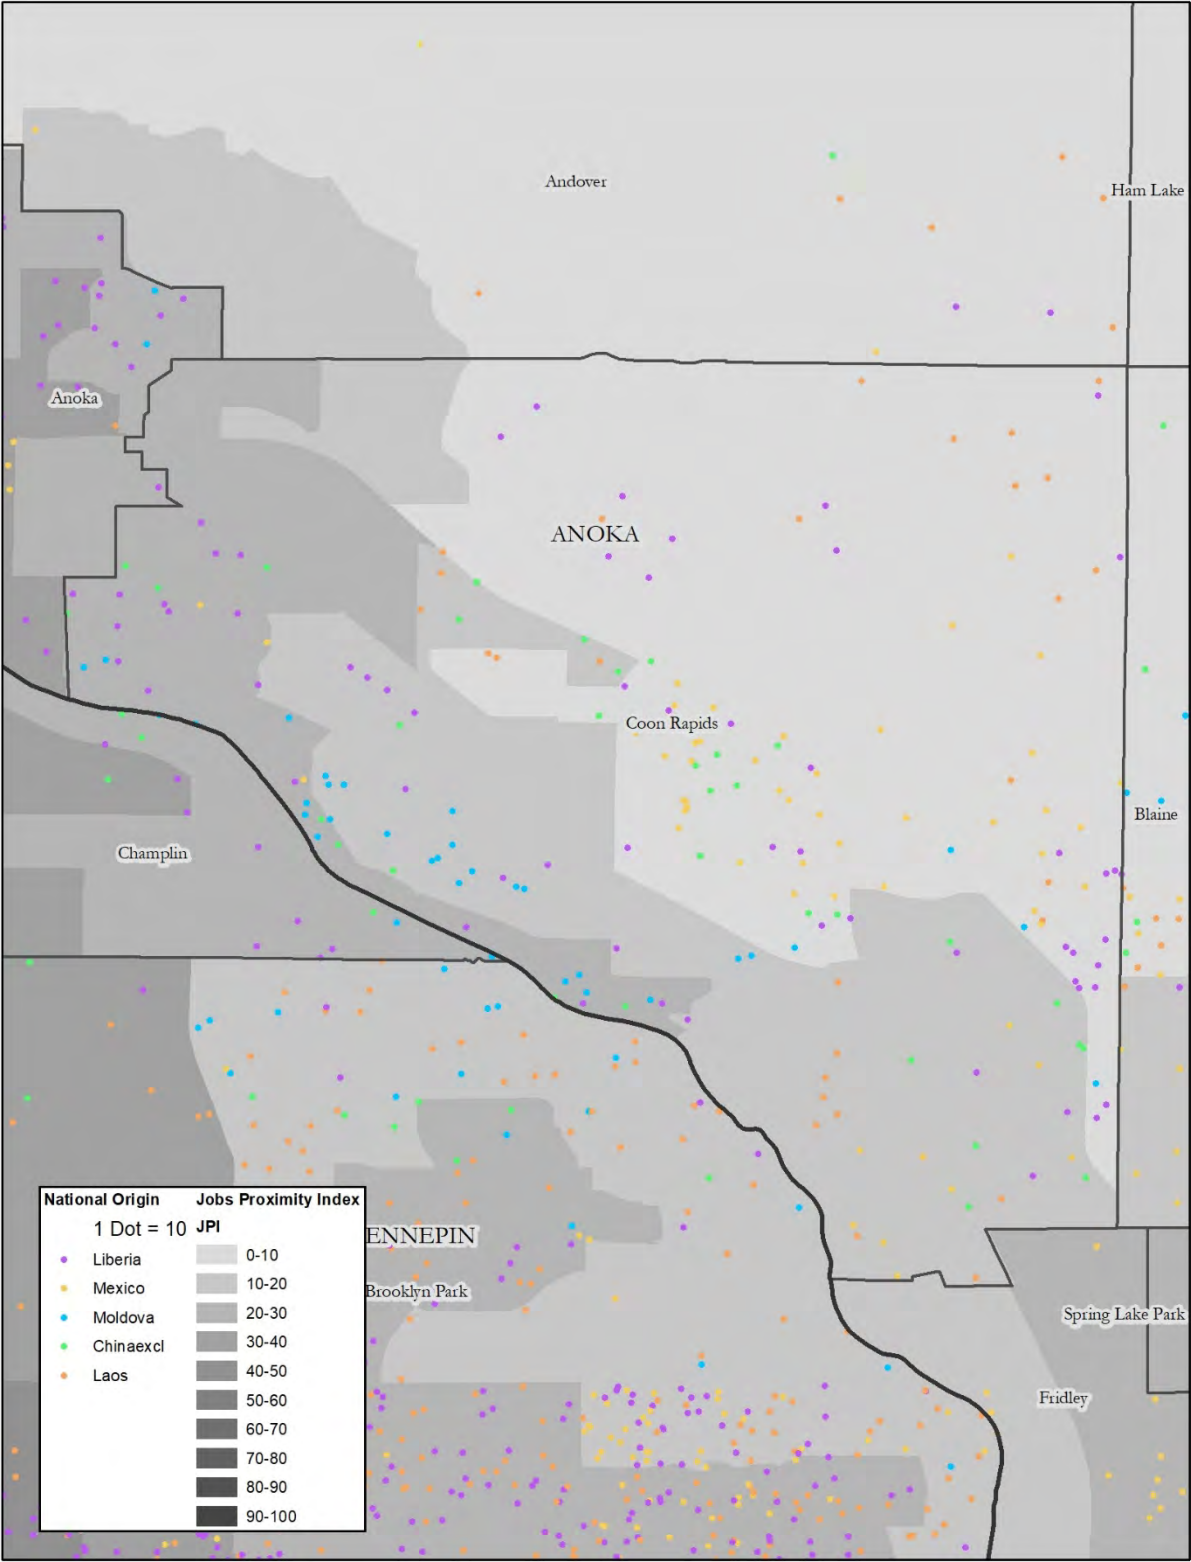 Andover
Ham Lake
Anoka
ANOKA
Coon Rapids
Blaine
Champlin
ENNEPIN
Brooklyn Park
Spring Lake Park
Fridley
National Origin
1 Dot = 10
Liberia
Mexico
Moldova
Chinaexcl
Laos
Jobs Proximity Index
JPI
0-10
10-20
20-30
30-40
40-50
50-60
60-70
70-80
80-90
90-100